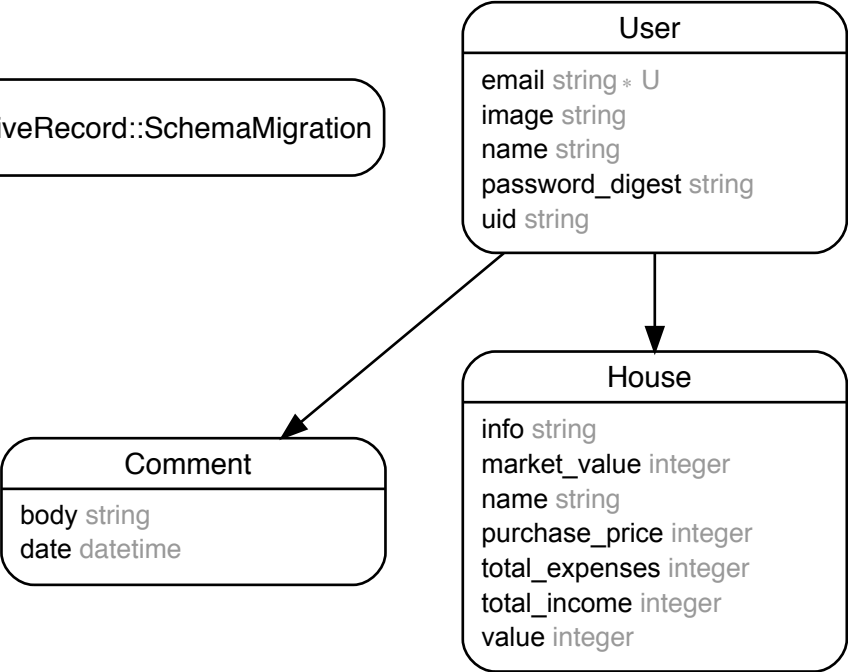 User
email string * U
image string
name string
password_digest string
uid string
iveRecord::SchemaMigration
House
info string
market_value integer
name string
purchase_price integer
total_expenses integer
total_income integer
value integer
Comment
body string
date datetime